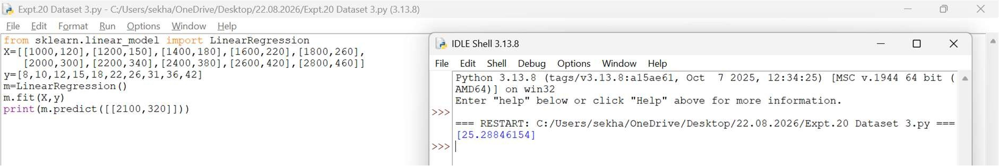 Expt.20 Dataset 3.py - C:/Users/sekha/OneDrive/Desktop/22.08.2026/Expt.20 Dataset 3.py (3.13.8)
File Edit Format Run Options Window Help
from sklearn.linear_model import LinearRegression
X=[[1000,120],[1200,150],[1400,180],[1600,220],[1800,260],
[2000,300],[2200,340],[2400,380],[2600,420],[2800,460]]
y=[8,10,12,15,18,22,26,31,36,42]
m=LinearRegression()
m.fit(X,y)
print(m.predict([[2100,320]]))
IDLE Shell 3.13.8
File Edit Shell Debug Options Window Help
Python 3.13.8 (tags/v3.13.8:a15ae61, Oct 7 2025, 12:34:25) [MSC v.1944 64 bit (
AMD64)] on win32
Enter "help" below or click "Help" above for more information.
>>>
=== RESTART: C:/Users/sekha/OneDrive/Desktop/22.08.2026/Expt.20 Dataset 3.py ===
[25.28846154]
>>>